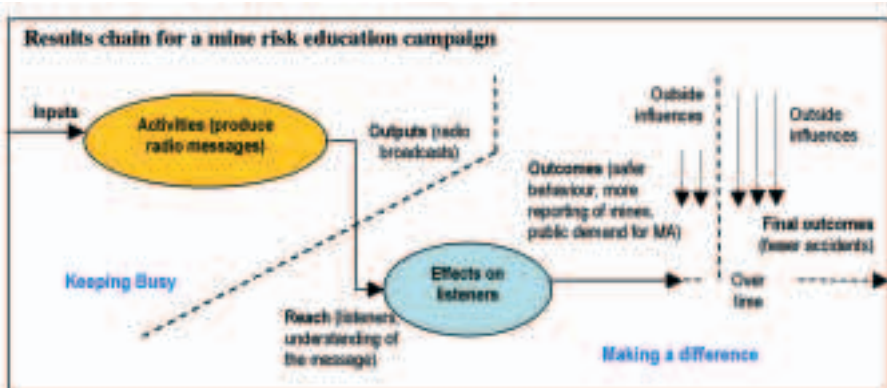 Results chain for a mine risk education campaign
Inputs
Activities (produce
radio messages)
Outputs (radio
broadcasts)
Outside
influences
Outside
influences
Outcomes (safer
behaviour, more
reporting of mines,
public demand for MA)
Final outcomes
(fewer accidents)
Keeping Busy
Effects on
listeners
Over
time
Reach (listeners
understanding of
the message)
Making a difference